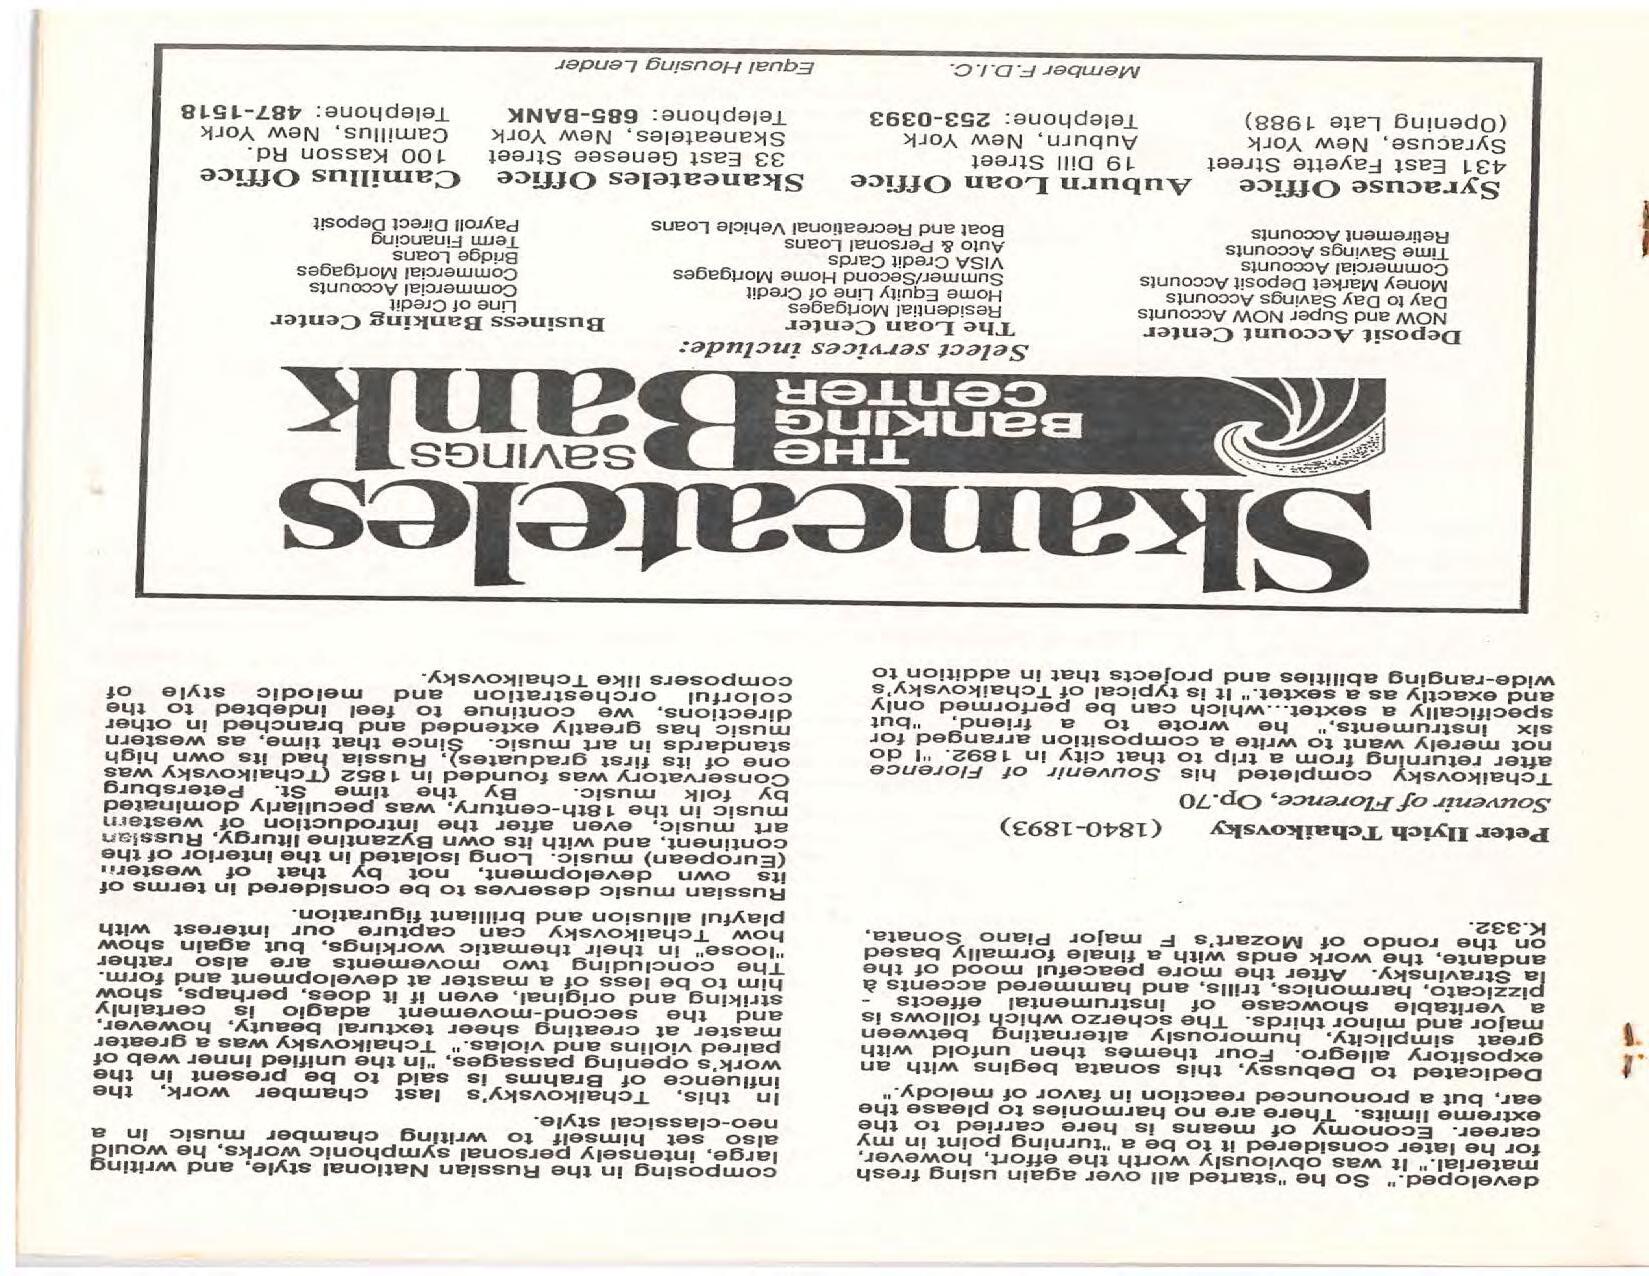 developed." So he "started all over again using fresh
material." It was obviously worth the effort, however,
for he later considered it to be a "turning point in my
career. Economy of means is here carried to the
extreme limits. There are no harmonies to please the
ear, but a pronounced reaction in favor of melody."
Dedicated to Debussy, this sonata begins with an
expository allegro. Four themes then unfold with
great simplicity, humorously alternating between
major and minor thirds. The scherzo which follows is
a veritable showcase of instrumental effects -
pizzicato, harmonics, trills, and hammered accents à
la Stravinsky. After the more peaceful mood of the
andante, the work ends with a finale formally based
on the rondo of Mozart's F major Piano Sonata,
K.332.
Peter Ilyich Tchaikovsky (1840-1893)
Souvenir of Florence, Op.70
Tchaikovsky completed his Souvenir of Florence
after returning from a trip to that city in 1892. "I do
not merely want to write a composition arranged for
six instruments," he wrote to a friend, "but
specifically a sextet...which can be performed only
and exactly as a sextet." It is typical of Tchaikovsky's
wide-ranging abilities and projects that in addition to
composing in the Russian National style, and writing
large, intensely personal symphonic works, he would
also set himself to writing chamber music in a
neo-classical style.
In this, Tchaikovsky's last chamber work, the
influence of Brahms is said to be present in the
work's opening passages, "in the unified inner web of
paired violins and violas." Tchaikovsky was a greater
master at creating sheer textural beauty, however,
and the second-movement adagio is certainly
striking and original, even if it does, perhaps, show
him to be less of a master at development and form.
The concluding two movements are also rather
"loose" in their thematic workings, but again show
how Tchaikovsky can capture our interest with
playful allusion and brilliant figuration.
Russian music deserves to be considered in terms of
its own development, not by that of western
(European) music. Long isolated in the interior of the
continent, and with its own Byzantine liturgy, Russian
art music, even after the introduction of western
music in the 18th-century, was peculiarly dominated
by folk music. By the time St. Petersburg
Conservatory was founded in 1852 (Tchaikovsky was
one of its first graduates), Russia had its own high
standards in art music. Since that time, as western
music has greatly extended and branched in other
directions, we continue to feel indebted to the
colorful orchestration and melodic style of
composers like Tchaikovsky.
Skaneateles
THE BANKING CENTER
savings
Bank
Select services include:
Deposit Account Center
NOW and Super NOW Accounts
Day to Day Savings Accounts
Money Market Deposit Accounts
Commercial Accounts
Time Savings Accounts
Retirement Accounts
The Loan Center
Residential Mortgages
Home Equity Line of Credit
Summer/Second Home Mortgages
VISA Credit Cards
Auto & Personal Loans
Boat and Recreational Vehicle Loans
Business Banking Center
Line of Credit
Commercial Accounts
Commercial Mortgages
Bridge Loans
Term Financing
Payroll Direct Deposit
Syracuse Office
431 East Fayette Street
Syracuse, New York
(Opening Late 1988)
Auburn Loan Office
19 Dill Street
Auburn, New York
Telephone: 253-0393
Skaneateles Office
33 East Genesee Street
Skaneateles, New York
Telephone: 685-BANK
Camillus Office
100 Kasson Rd.
Camillus, New York
Telephone: 487-1518
Member F.D.I.C.
Equal Housing Lender